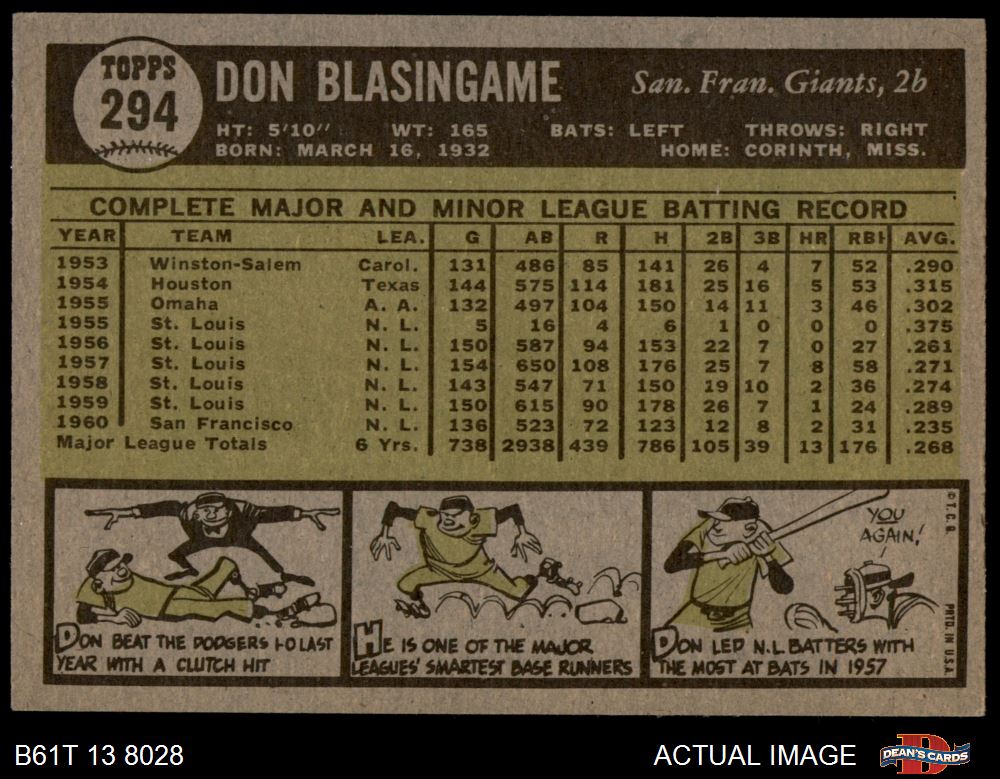 TOPPS
294
DON BLASINGAME
San. Fran. Giants, 2b
HT: 5'10" WT: 165 BATS: LEFT THROWS: RIGHT
BORN: MARCH 16, 1932 HOME: CORINTH, MISS.
COMPLETE MAJOR AND MINOR LEAGUE BATTING RECORD
YEAR TEAM LEA. G AB R H 2B 3B HR RBI AVG.
1953 Winston-Salem Carol. 131 486 85 141 26 4 7 52 .290
1954 Houston Texas 144 575 114 181 25 16 5 53 .315
1955 Omaha A. A. 132 497 104 150 14 11 3 46 .302
1955 St. Louis N. L. 5 16 4 6 1 0 0 0 .375
1956 St. Louis N. L. 150 587 94 153 22 7 0 27 .261
1957 St. Louis N. L. 154 650 108 176 25 7 8 58 .271
1958 St. Louis N. L. 143 547 71 150 19 10 2 36 .274
1959 St. Louis N. L. 150 615 90 178 26 7 1 24 .289
1960 San Francisco N. L. 136 523 72 123 12 8 2 31 .235
Major League Totals 6 Yrs. 738 2938 439 786 105 39 13 176 .268
DON BEAT THE DODGERS 1-0 LAST
YEAR WITH A CLUTCH HIT
HE IS ONE OF THE MAJOR
LEAGUES' SMARTEST BASE RUNNERS
YOU
AGAIN!
DON LED N.L. BATTERS WITH
THE MOST AT BATS IN 1957
© T.C.G.
PRTD. IN U.S.A.
B61T 13 8028
ACTUAL IMAGE
DEAN'S CARDS